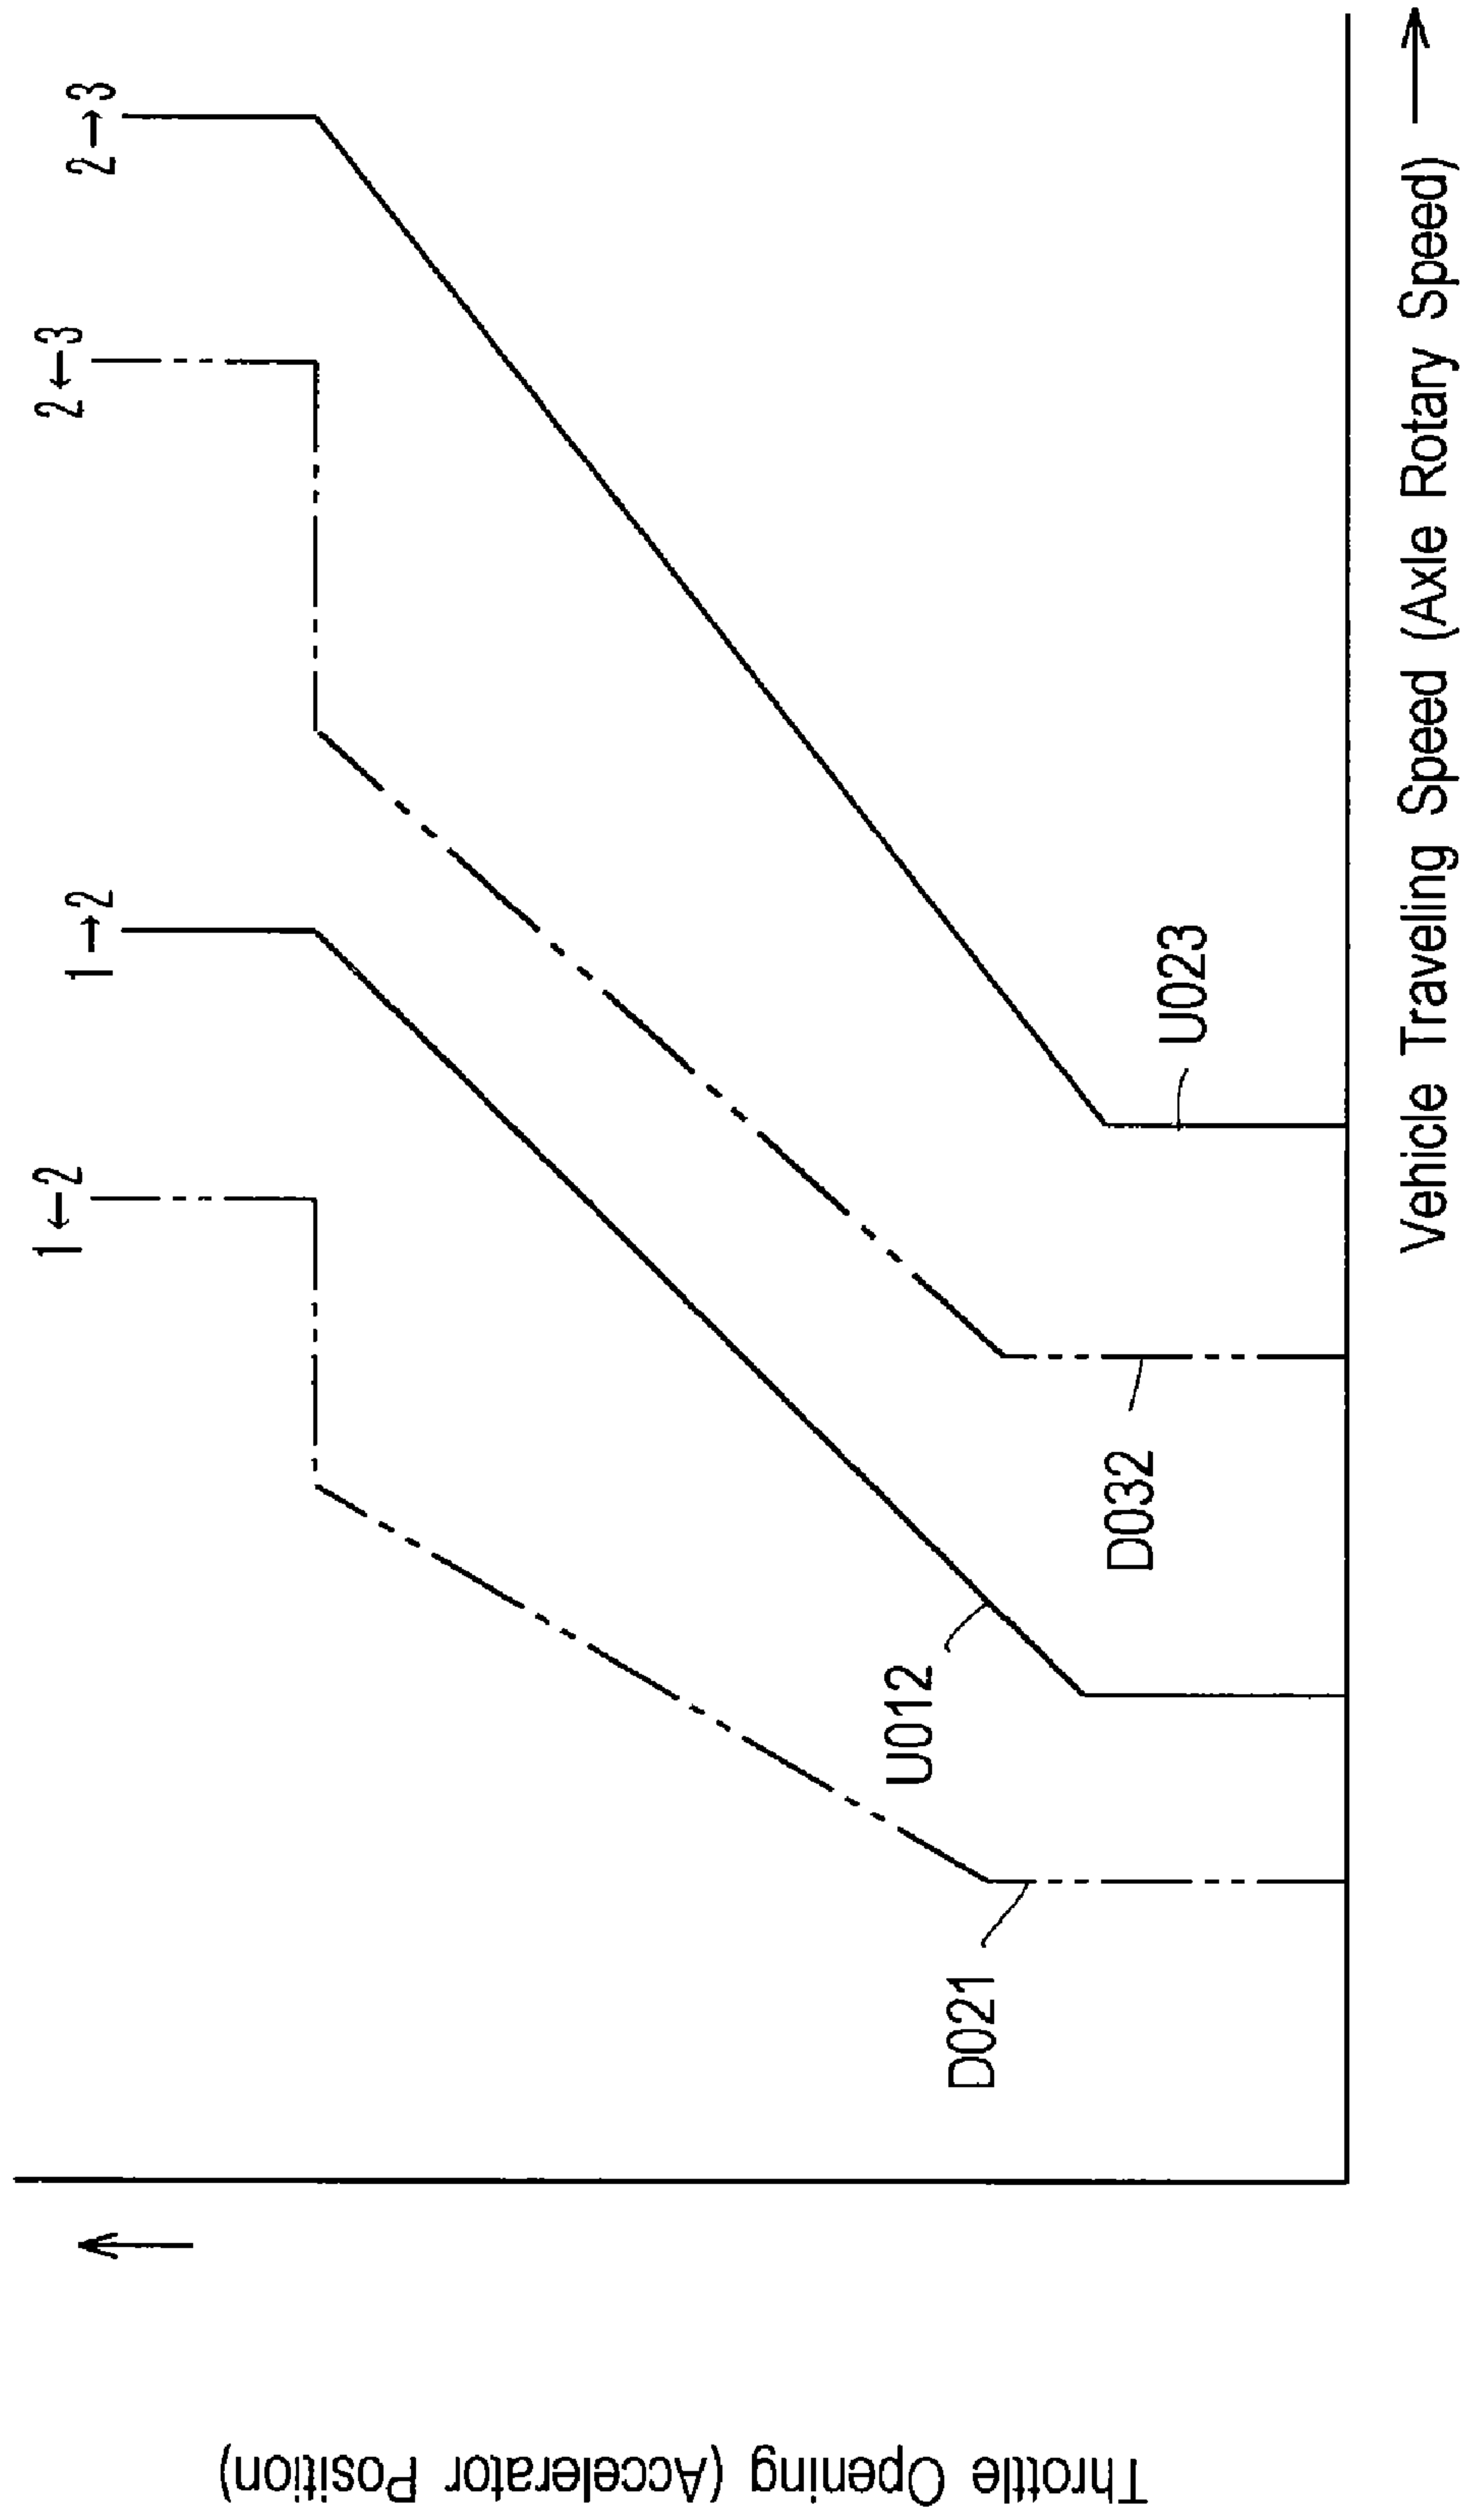 1←2
1→2
2←3
2→3
D021
U012
D032
U023
Throttle Opening (Accelerator Position)
Vehicle Traveling Speed (Axle Rotary Speed)